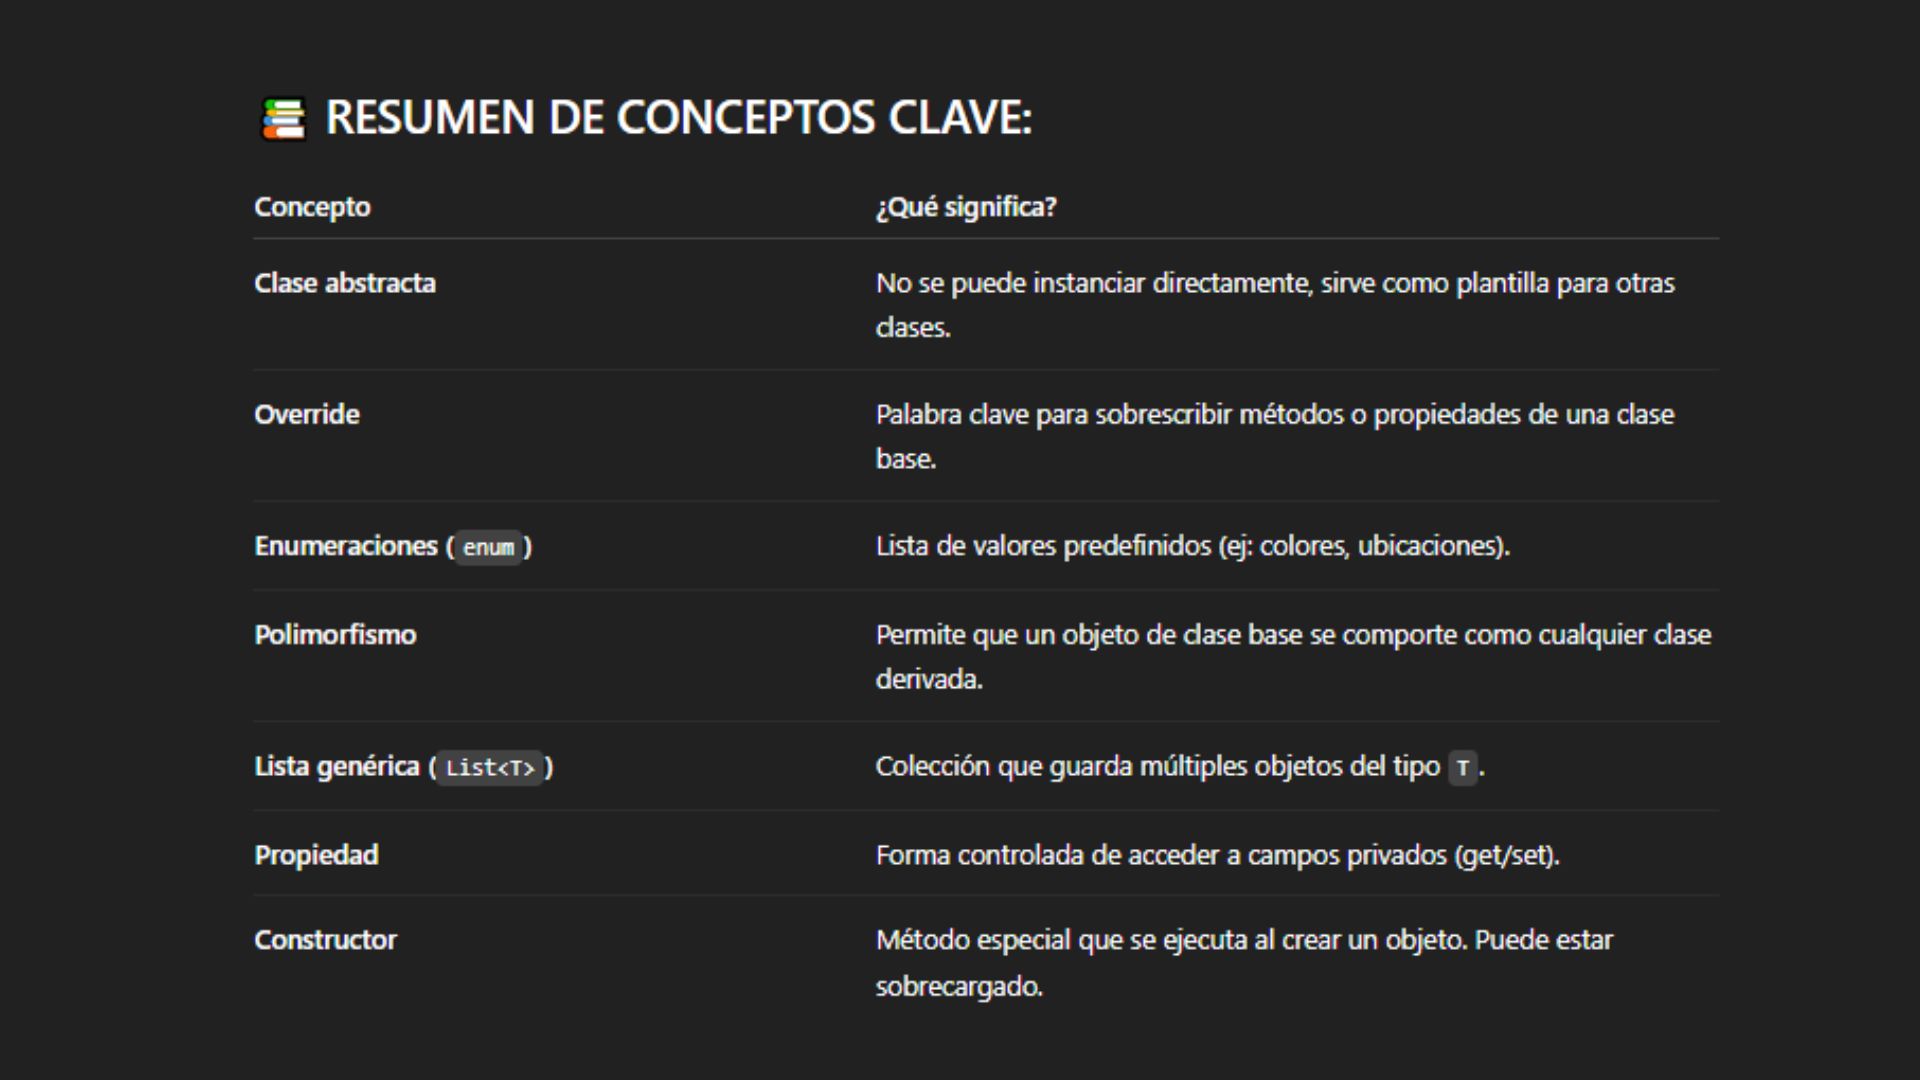 📚 RESUMEN DE CONCEPTOS CLAVE:
Concepto ¿Qué significa?
Clase abstracta No se puede instanciar directamente, sirve como plantilla para otras
clases.
Override Palabra clave para sobrescribir métodos o propiedades de una clase
base.
Enumeraciones (enum) Lista de valores predefinidos (ej: colores, ubicaciones).
Polimorfismo Permite que un objeto de clase base se comporte como cualquier clase
derivada.
Lista genérica (List<T>) Colección que guarda múltiples objetos del tipo T.
Propiedad Forma controlada de acceder a campos privados (get/set).
Constructor Método especial que se ejecuta al crear un objeto. Puede estar
sobrecargado.